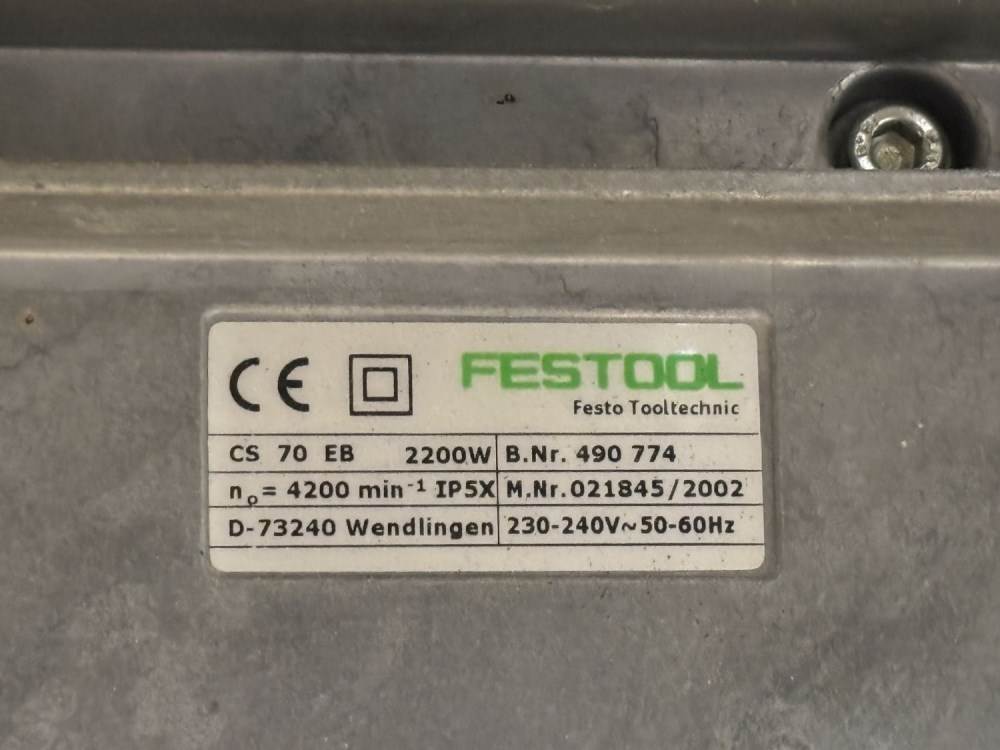 CE FESTOOL
Festo Tooltechnic
CS 70 EB 2200W B.Nr. 490 774
n₀ = 4200 min⁻¹ IP5X M.Nr. 021845/2002
D-73240 Wendlingen 230-240V~50-60Hz